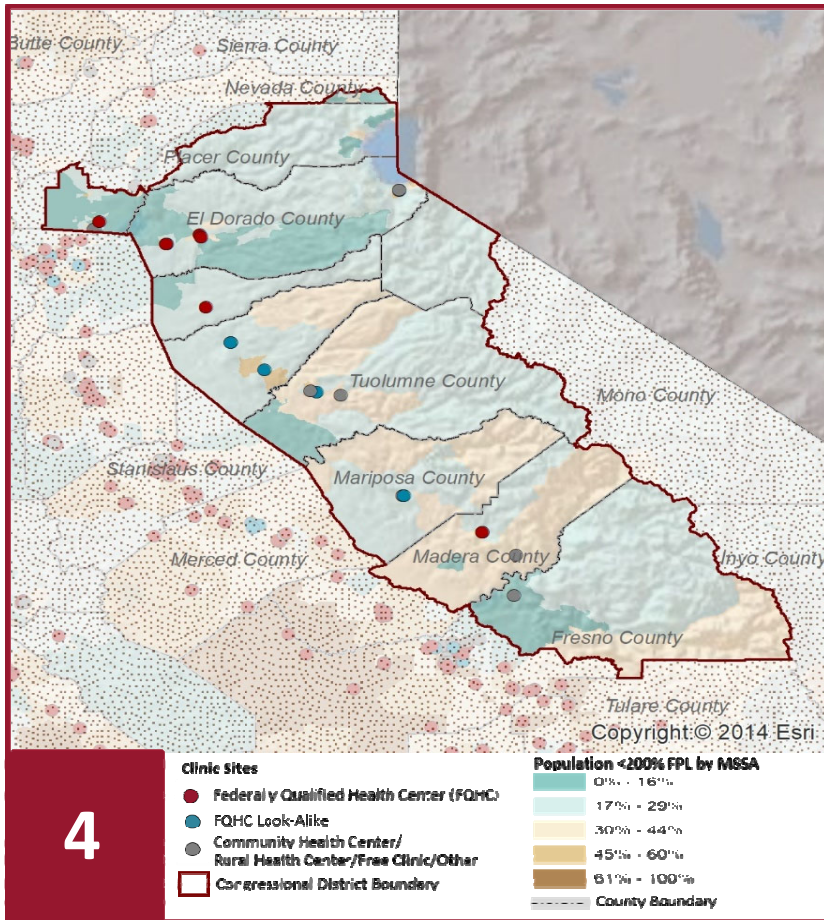 Butte County
Sierra County
Nevada County
Placer County
El Dorado County
Tuolumne County
Mono County
Stanislaus County
Mariposa County
Merced County
Madera County
Inyo County
Fresno County
Tulare County
Copyright:© 2014 Esri
4
Clinic Sites
Federally Qualified Health Center (FQHC)
FQHC Look-Alike
Community Health Center/
Rural Health Center/Free Clinic/Other
Congressional District Boundary
Population <200% FPL by MSSA
0% - 16%
17% - 29%
30% - 44%
45% - 60%
61% - 100%
County Boundary